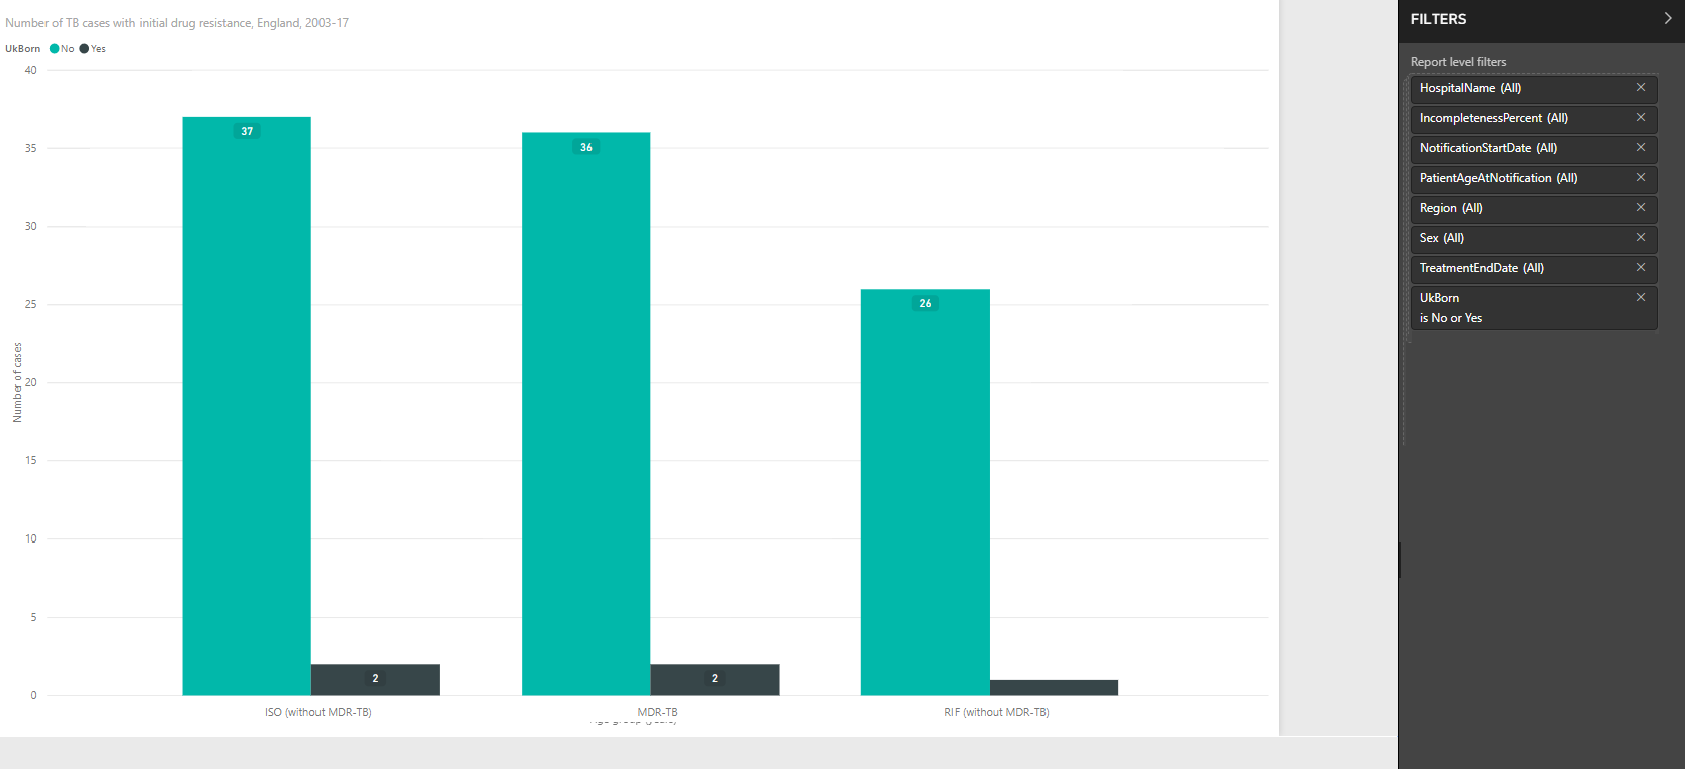 Number of TB cases with initial drug resistance, England, 2003-17
UkBorn No Yes
40
35
30
25
20
15
10
5
0
Number of cases
37
2
36
2
26
ISO (without MDR-TB)
MDR-TB
RIF (without MDR-TB)
Age group (years)
FILTERS
Report level filters
HospitalName (All)
IncompletenessPercent (All)
NotificationStartDate (All)
PatientAgeAtNotification (All)
Region (All)
Sex (All)
TreatmentEndDate (All)
UkBorn
is No or Yes